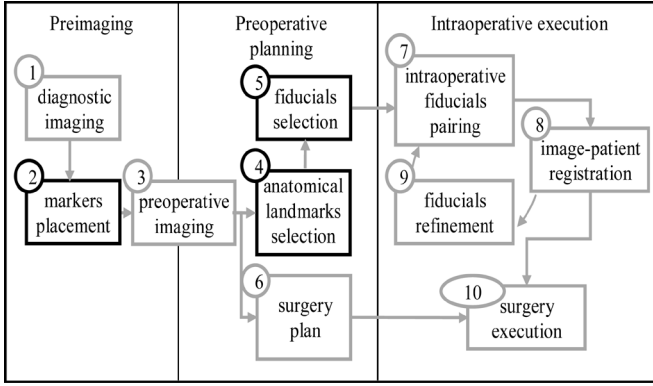 Preimaging
Preoperative
planning
Intraoperative execution
1
diagnostic
imaging
2
markers
placement
3
preoperative
imaging
5
fiducials
selection
4
anatomical
landmarks
selection
6
surgery
plan
7
intraoperative
fiducials
pairing
8
image-patient
registration
9
fiducials
refinement
10
surgery
execution